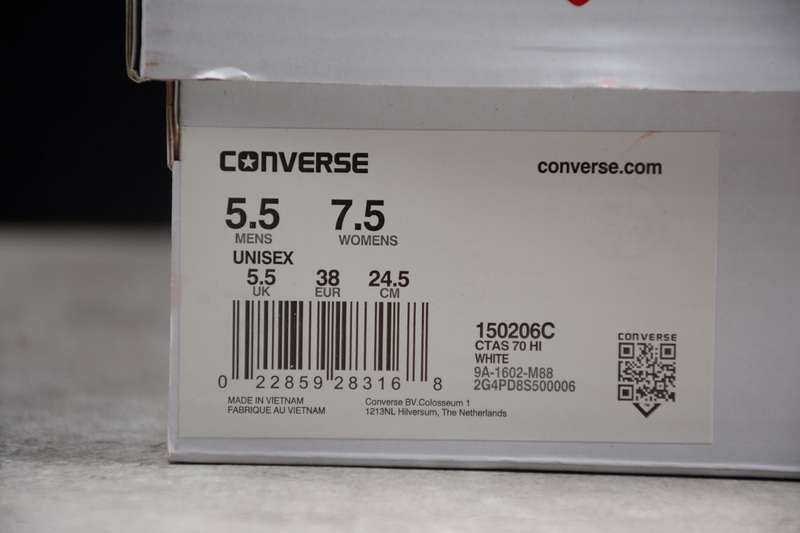 CONVERSE
converse.com
5.5 7.5
MENS WOMENS
UNISEX
5.5 38 24.5
UK EUR CM
0 22859 28316 8
150206C
CTAS 70 HI
WHITE
9A-1602-M88
2G4PD8S500006
CONVERSE
MADE IN VIETNAM
FABRIQUE AU VIETNAM
Converse BV.Colosseum 1
1213NL Hilversum, The Netherlands